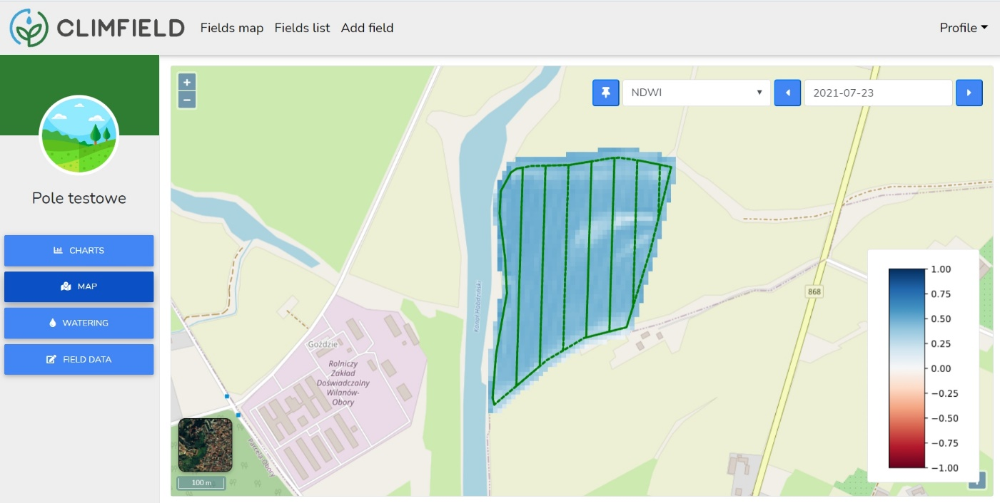 CLIMFIELD Fields map Fields list Add field Profile
Pole testowe
CHARTS
MAP
WATERING
FIELD DATA
+
−
NDWI
2021-07-23
868
Kanał Habdziński
Goździe
Rolniczy
Zakład
Doświadczalny
Wilanów-
Obory
Parcela Obory
100 m
1.00
0.75
0.50
0.25
0.00
−0.25
−0.50
−0.75
−1.00